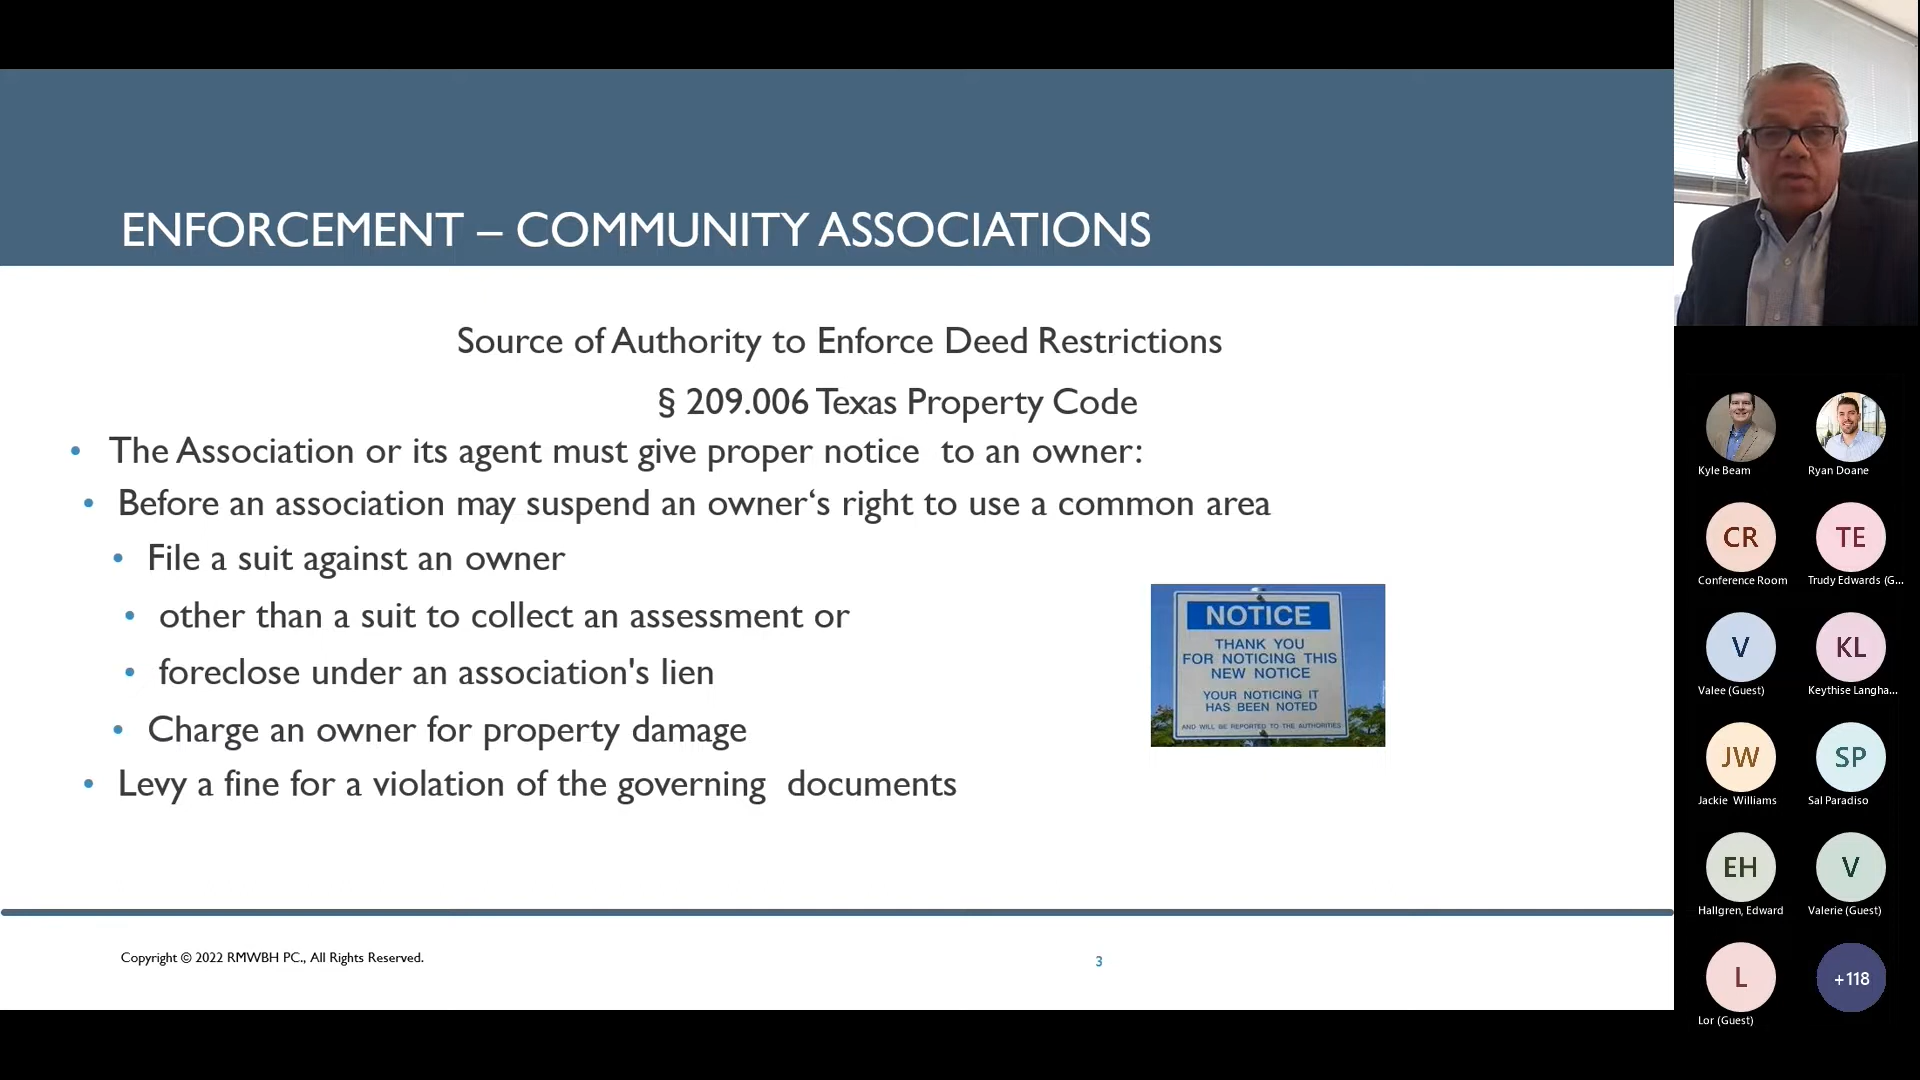 ENFORCEMENT – COMMUNITY ASSOCIATIONS
Source of Authority to Enforce Deed Restrictions
§ 209.006 Texas Property Code
• The Association or its agent must give proper notice  to an owner:
• Before an association may suspend an owner‘s right to use a common area
• File a suit against an owner
• other than a suit to collect an assessment or
• foreclose under an association's lien
• Charge an owner for property damage
• Levy a fine for a violation of the governing  documents
NOTICE
THANK YOU
FOR NOTICING THIS
NEW NOTICE
YOUR NOTICING IT
HAS BEEN NOTED
AND WILL BE REPORTED TO THE AUTHORITIES
Copyright © 2022 RMWBH PC., All Rights Reserved.
3
Kyle Beam
Ryan Doane
CR
TE
Conference Room
Trudy Edwards (G...
V
KL
Valee (Guest)
Keythise Langha...
JW
SP
Jackie  Williams
Sal Paradiso
EH
V
Hallgren, Edward
Valerie (Guest)
L
+118
Lor (Guest)